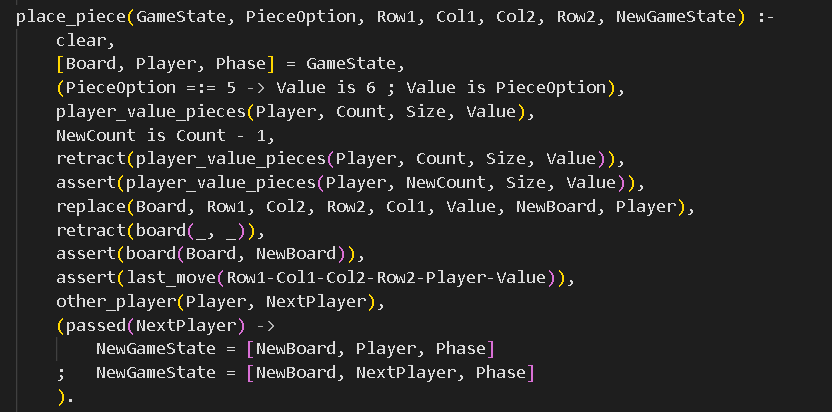 place_piece(GameState, PieceOption, Row1, Col1, Col2, Row2, NewGameState) :-
    clear,
    [Board, Player, Phase] = GameState,
    (PieceOption =:= 5 -> Value is 6 ; Value is PieceOption),
    player_value_pieces(Player, Count, Size, Value),
    NewCount is Count - 1,
    retract(player_value_pieces(Player, Count, Size, Value)),
    assert(player_value_pieces(Player, NewCount, Size, Value)),
    replace(Board, Row1, Col2, Row2, Col1, Value, NewBoard, Player),
    retract(board(_, _)),
    assert(board(Board, NewBoard)),
    assert(last_move(Row1-Col1-Col2-Row2-Player-Value)),
    other_player(Player, NextPlayer),
    (passed(NextPlayer) ->
        NewGameState = [NewBoard, Player, Phase]
    ;   NewGameState = [NewBoard, NextPlayer, Phase]
    ).